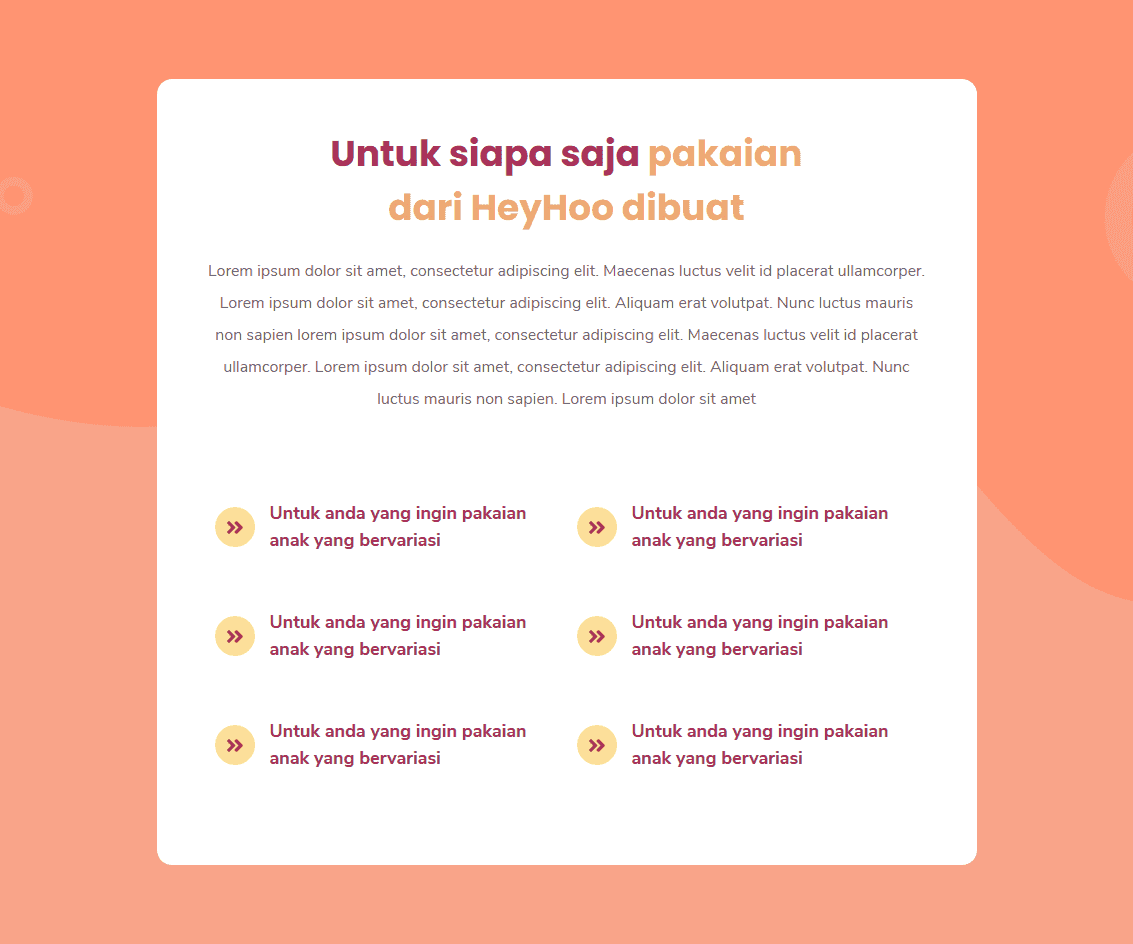 Untuk siapa saja pakaian
dari HeyHoo dibuat
Lorem ipsum dolor sit amet, consectetur adipiscing elit. Maecenas luctus velit id placerat ullamcorper.
Lorem ipsum dolor sit amet, consectetur adipiscing elit. Aliquam erat volutpat. Nunc luctus mauris
non sapien lorem ipsum dolor sit amet, consectetur adipiscing elit. Maecenas luctus velit id placerat
ullamcorper. Lorem ipsum dolor sit amet, consectetur adipiscing elit. Aliquam erat volutpat. Nunc
luctus mauris non sapien. Lorem ipsum dolor sit amet
Untuk anda yang ingin pakaian
anak yang bervariasi
Untuk anda yang ingin pakaian
anak yang bervariasi
Untuk anda yang ingin pakaian
anak yang bervariasi
Untuk anda yang ingin pakaian
anak yang bervariasi
Untuk anda yang ingin pakaian
anak yang bervariasi
Untuk anda yang ingin pakaian
anak yang bervariasi